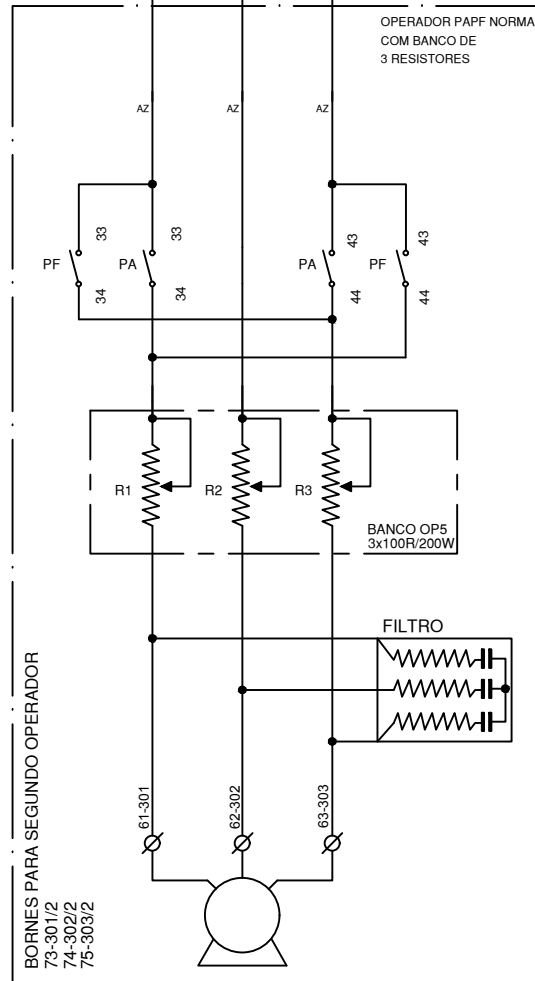 OPERADOR PAPF NORMA
COM BANCO DE
3 RESISTORES
AZ
AZ
AZ
33
33
43
43
PF
PA
PA
PF
34
34
44
44
R1
R2
R3
BANCO OP5
3x100R/200W
FILTRO
61-301
62-302
63-303
BORNES PARA SEGUNDO OPERADOR
73-301/2
74-302/2
75-303/2